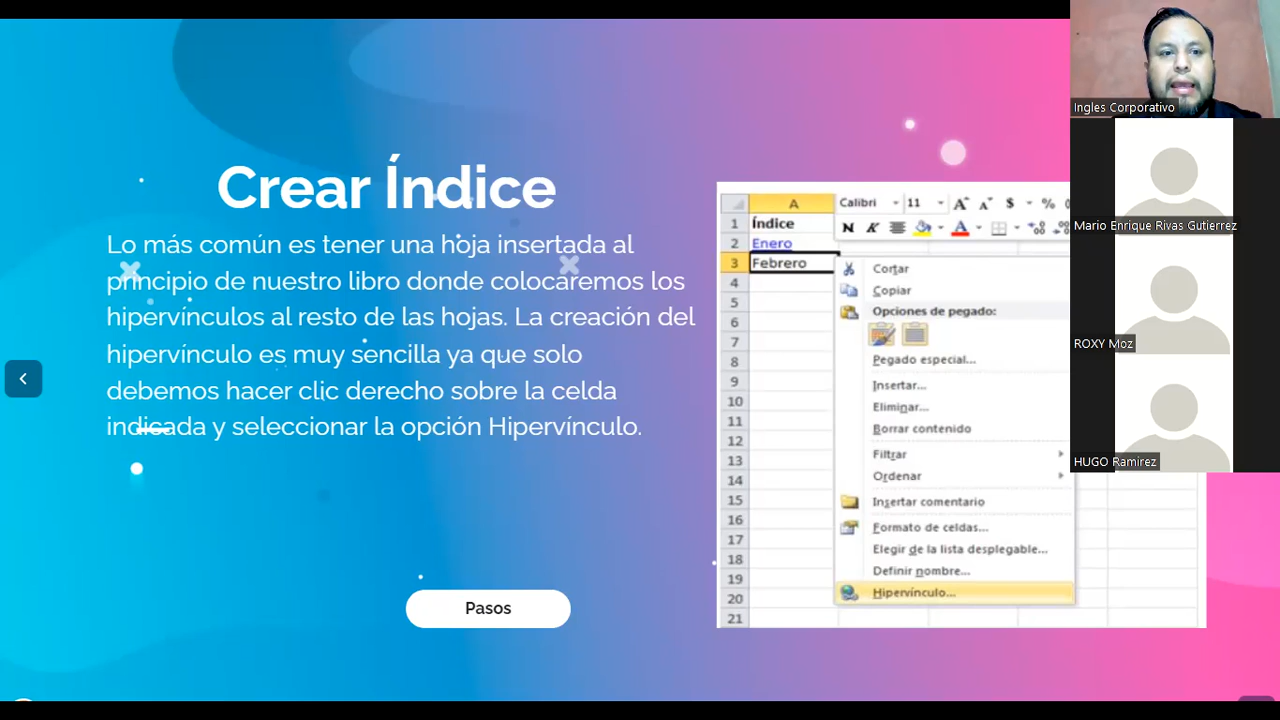 Crear Índice
Lo más común es tener una hoja insertada al
principio de nuestro libro donde colocaremos los
hipervínculos al resto de las hojas. La creación del
hipervínculo es muy sencilla ya que solo
debemos hacer clic derecho sobre la celda
indicada y seleccionar la opción Hipervínculo.
Pasos
A
Calibri 11 A A $ %
N K A
1 Índice
2 Enero
3 Febrero
4
5
6
7
8
9
10
11
12
13
14
15
16
17
18
19
20
21
Cortar
Copiar
Opciones de pegado:
Pegado especial...
Insertar...
Eliminar...
Borrar contenido
Filtrar
Ordenar
Insertar comentario
Formato de celdas...
Elegir de la lista desplegable...
Definir nombre...
Hipervínculo...
Ingles Corporativo
Mario Enrique Rivas Gutierrez
ROXY Moz
HUGO Ramirez